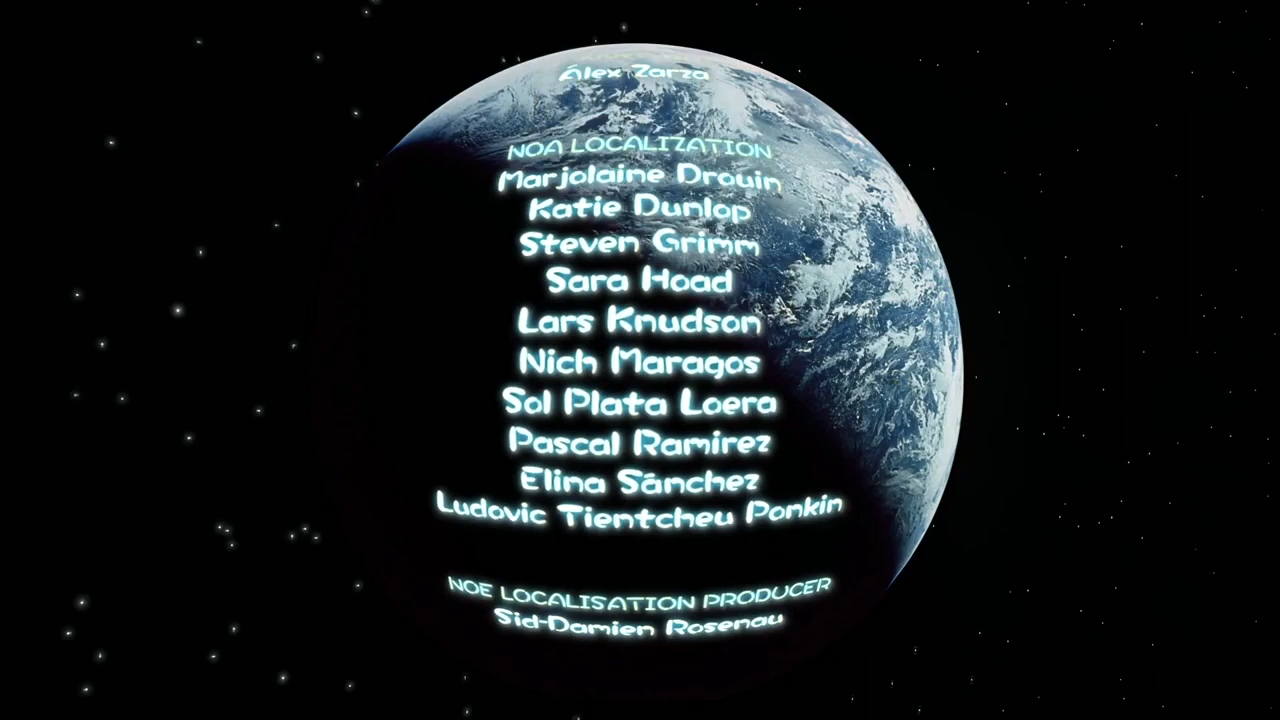 Álex Zarza
NOA LOCALIZATION
Marjolaine Drouin
Katie Dunlop
Steven Grimm
Sara Hoad
Lars Knudson
Nich Maragos
Sol Plata Loera
Pascal Ramirez
Elina Sánchez
Ludovic Tientcheu Ponkin
NOE LOCALISATION PRODUCER
Sid-Damien Rosenau